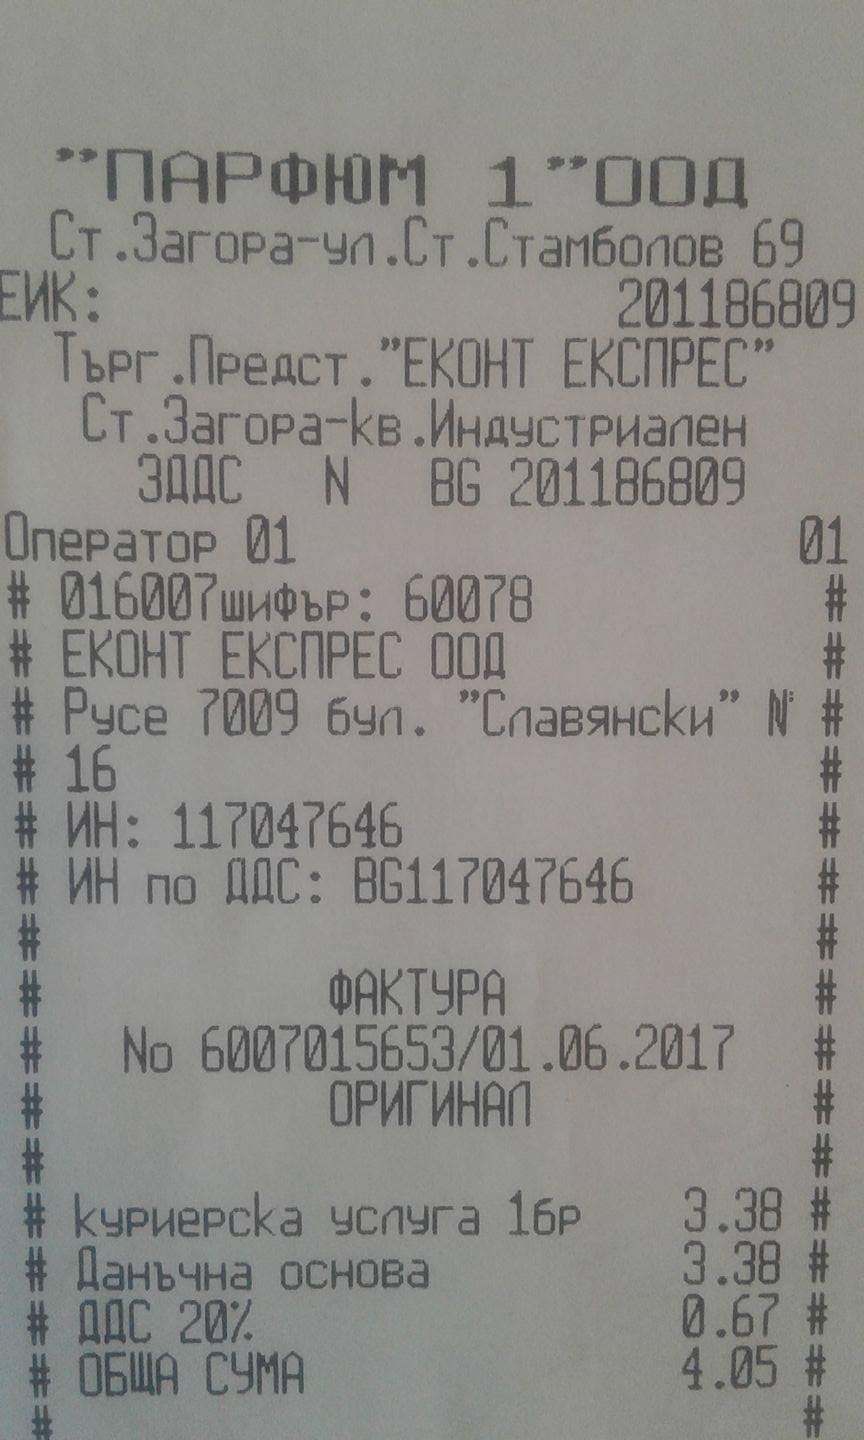 "ПАРФЮМ 1"ООД
Ст.Загора-ул.Ст.Стамболов 69
ЕИК: 201186809
Търг.Предст."ЕКОНТ ЕКСПРЕС"
Ст.Загора-кв.Индустриален
ЗДДС N BG 201186809
Оператор 01 01
# 016007шифър: 60078 #
# ЕКОНТ ЕКСПРЕС ООД #
# Русе 7009 бул. "Славянски" № #
# 16 #
# ИН: 117047646 #
# ИН по ДДС: BG117047646 #
# #
# ФАКТУРА #
# No 6007015653/01.06.2017 #
# ОРИГИНАЛ #
# #
# куриерска услуга 1бр 3.38 #
# Данъчна основа 3.38 #
# ДДС 20% 0.67 #
# ОБЩА СУМА 4.05 #
# #